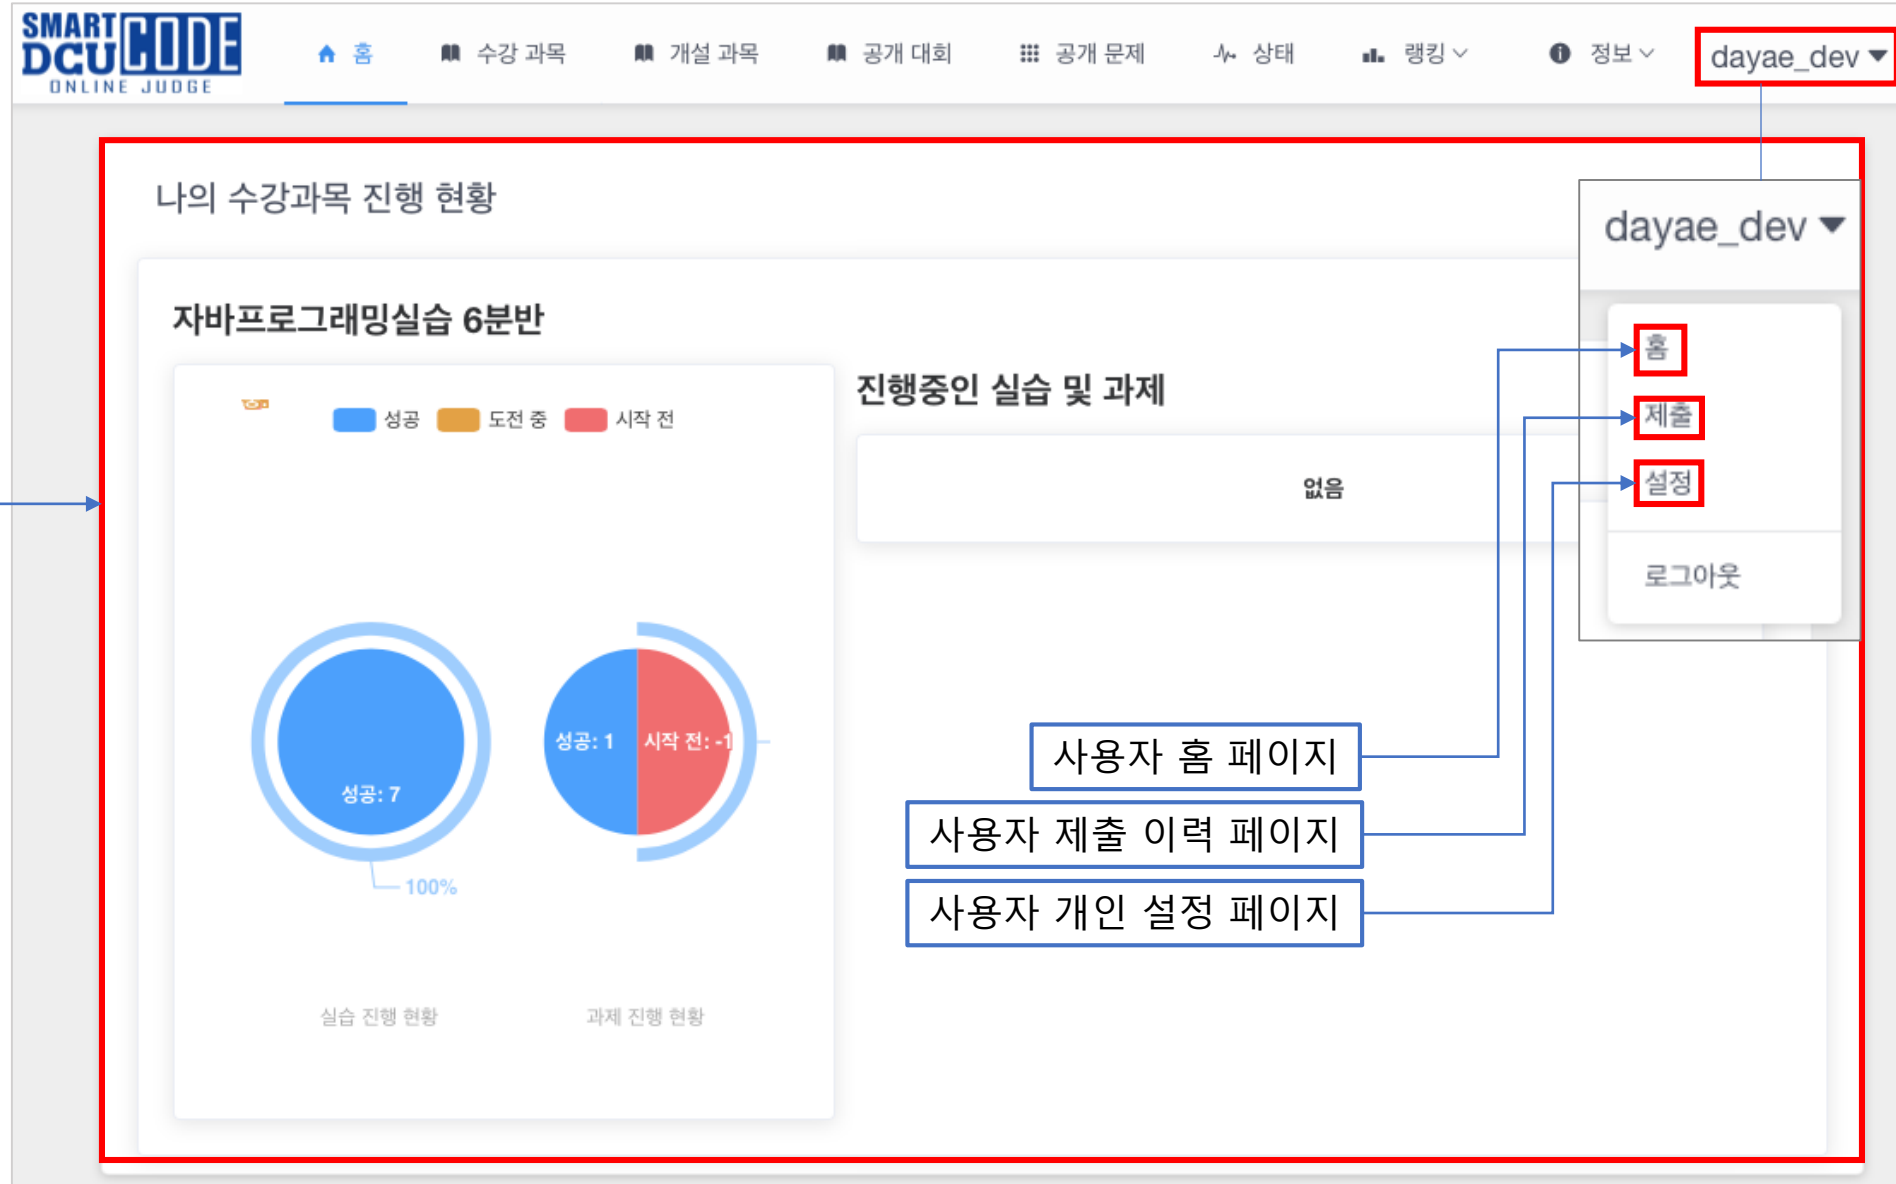 SMART
DCU CODE
ONLINE JUDGE
홈
수강 과목
개설 과목
공개 대회
공개 문제
상태
랭킹
정보
dayae_dev
나의 수강과목 진행 현황
dayae_dev
홈
제출
설정
로그아웃
자바프로그래밍실습 6분반
성공
도전 중
시작 전
진행중인 실습 및 과제
없음
성공: 7
100%
성공: 1
시작 전: -1
실습 진행 현황
과제 진행 현황
사용자 홈 페이지
사용자 제출 이력 페이지
사용자 개인 설정 페이지